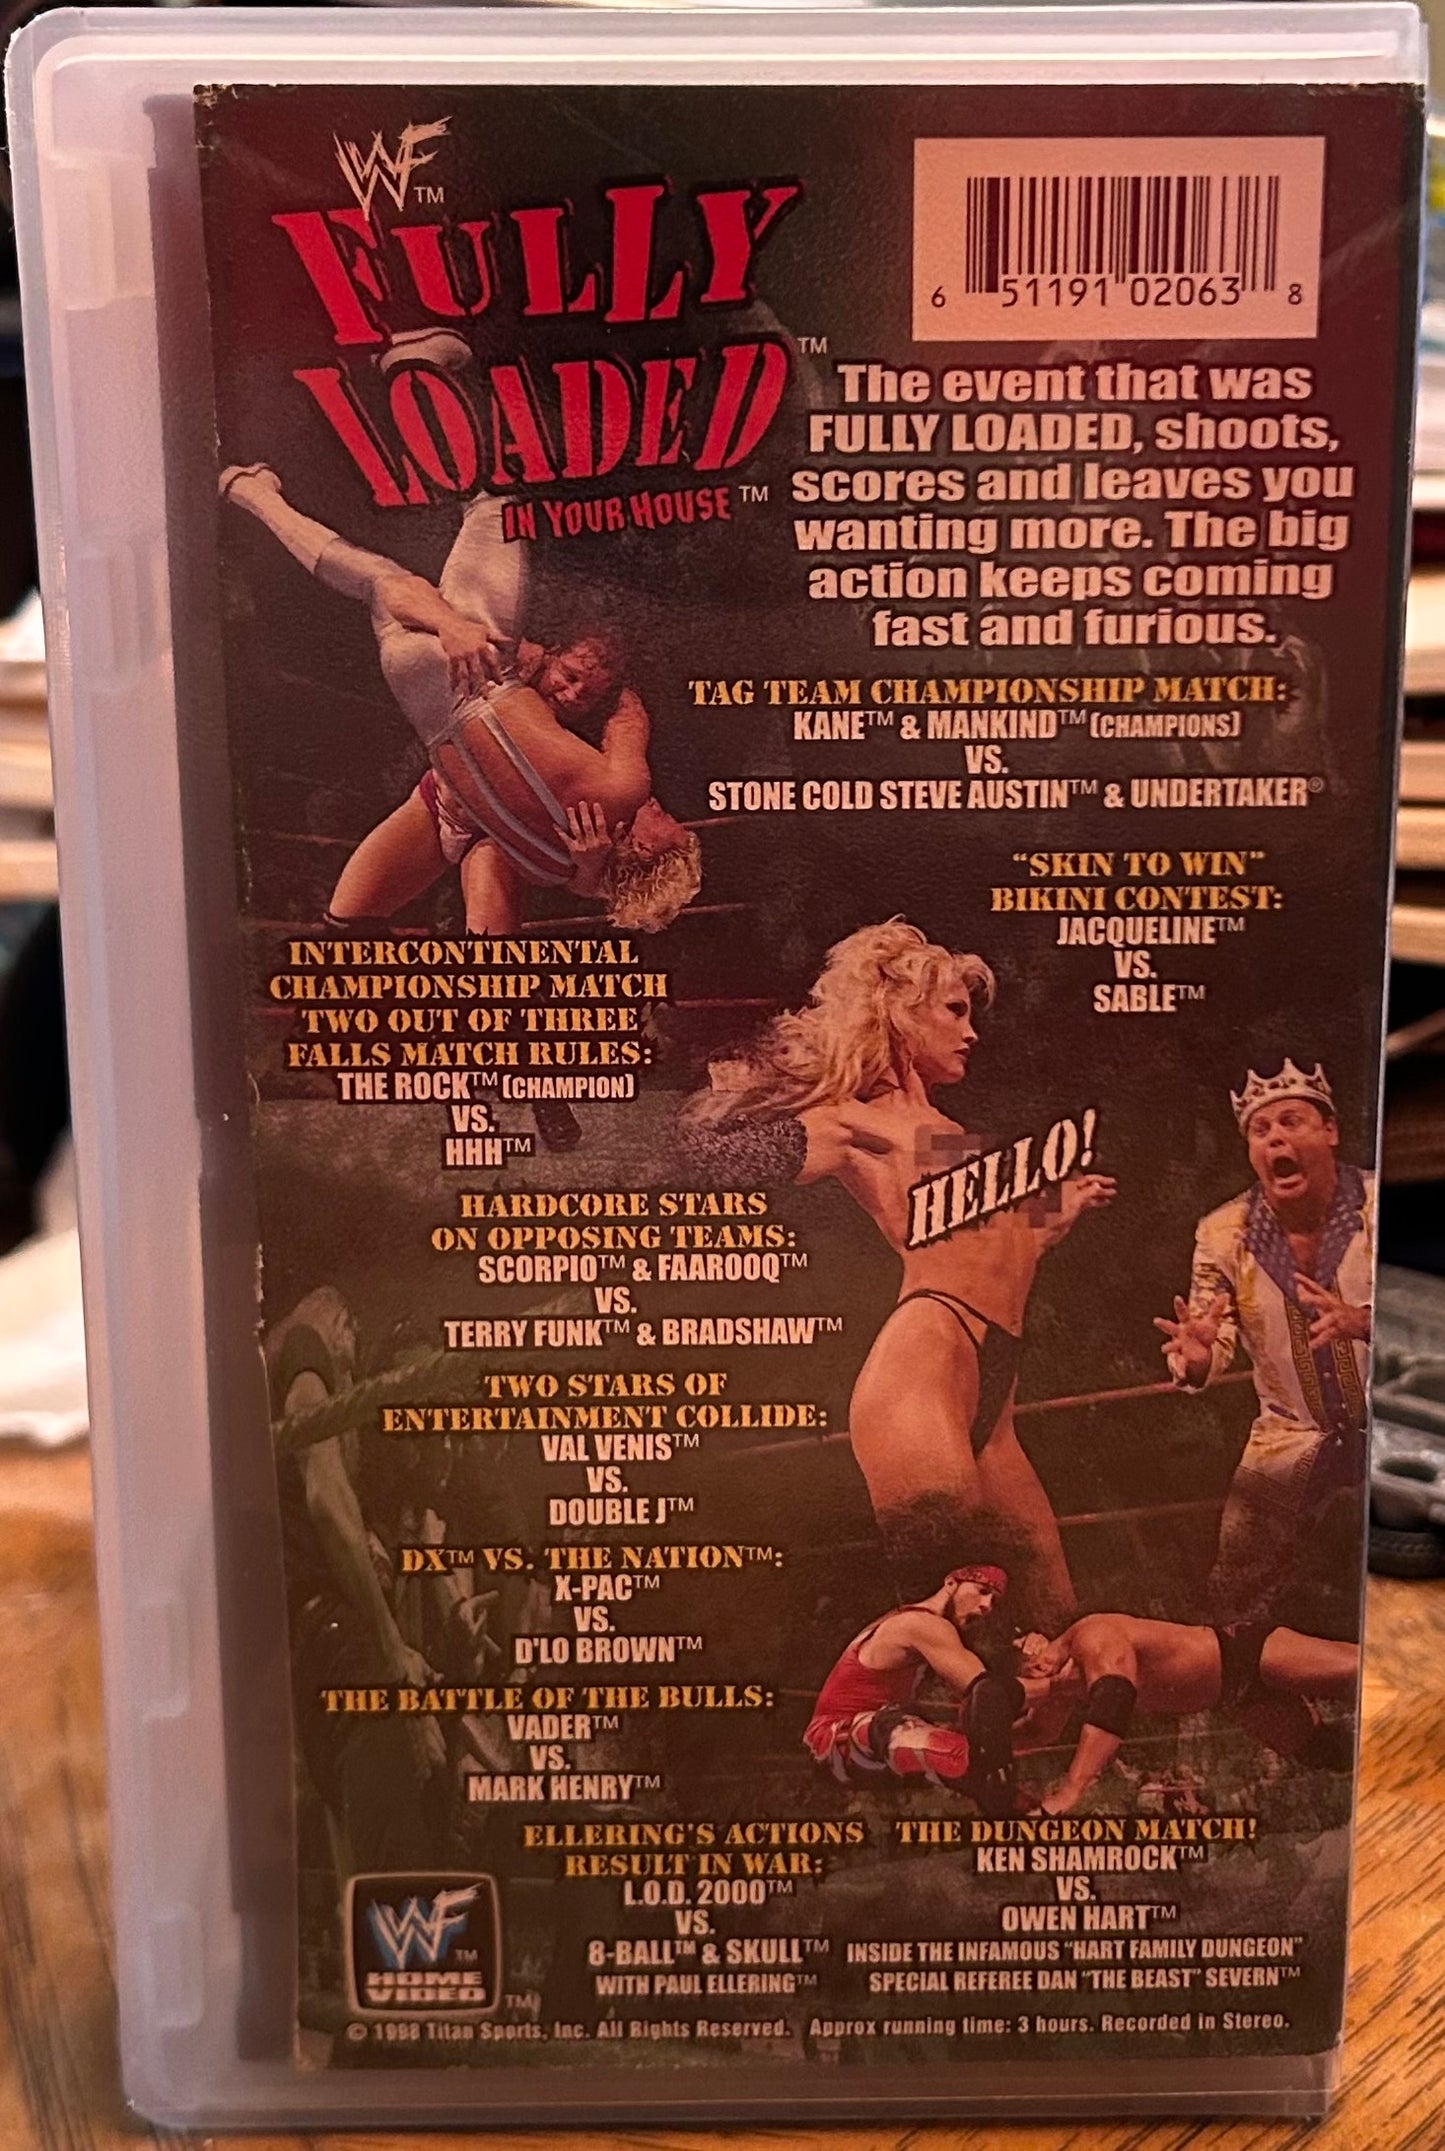 WF™
FULLY
LOADED™
IN YOUR HOUSE™
6 51191 02063 8
The event that was
FULLY LOADED, shoots,
scores and leaves you
wanting more. The big
action keeps coming
fast and furious.
TAG TEAM CHAMPIONSHIP MATCH:
KANE™ & MANKIND™ (CHAMPIONS)
VS.
STONE COLD STEVE AUSTIN™ & UNDERTAKER®
"SKIN TO WIN"
BIKINI CONTEST:
JACQUELINE™
VS.
SABLE™
HELLO!
INTERCONTINENTAL
CHAMPIONSHIP MATCH
TWO OUT OF THREE
FALLS MATCH RULES:
THE ROCK™ (CHAMPION)
VS.
HHH™
HARDCORE STARS
ON OPPOSING TEAMS:
SCORPIO™ & FAAROOQ™
VS.
TERRY FUNK™ & BRADSHAW™
TWO STARS OF
ENTERTAINMENT COLLIDE:
VAL VENIS™
VS.
DOUBLE J™
DX™ VS. THE NATION™:
X-PAC™
VS.
D'LO BROWN™
THE BATTLE OF THE BULLS:
VADER™
VS.
MARK HENRY™
ELLERING'S ACTIONS
RESULT IN WAR:
L.O.D. 2000™
VS.
8-BALL™ & SKULL™
WITH PAUL ELLERING™
THE DUNGEON MATCH!
KEN SHAMROCK™
VS.
OWEN HART™
INSIDE THE INFAMOUS "HART FAMILY DUNGEON"
SPECIAL REFEREE DAN "THE BEAST" SEVERN™
WF™
HOME
VIDEO™
© 1998 Titan Sports, Inc. All Rights Reserved. Approx running time: 3 hours. Recorded in Stereo.